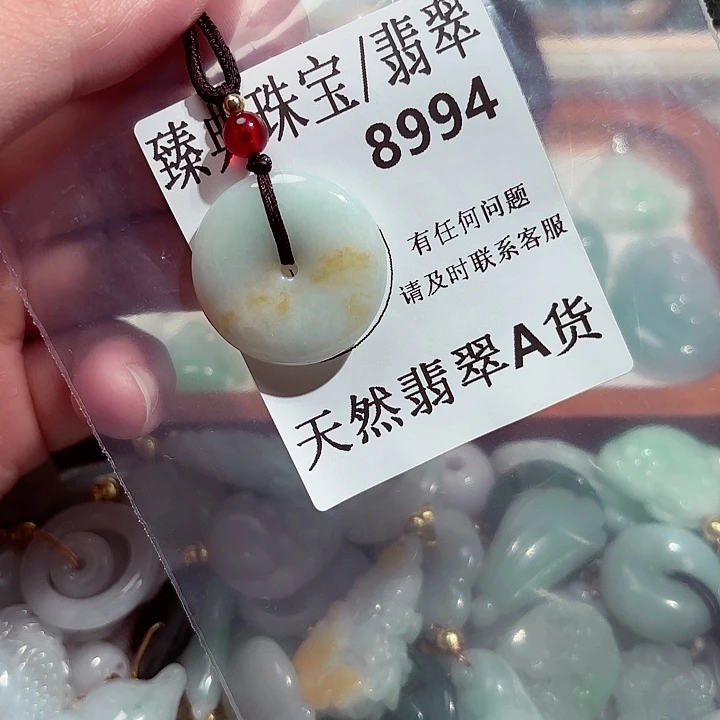 臻典珠宝/翡翠
8994
有任何问题
请及时联系客服
天然翡翠A货